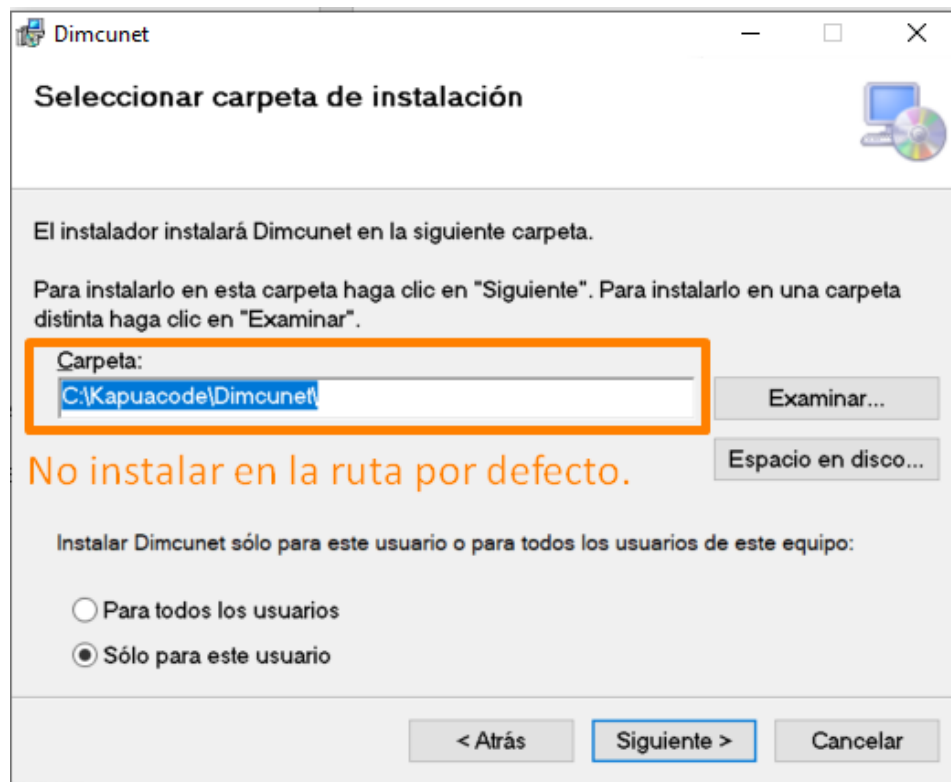 Dimcunet
Seleccionar carpeta de instalación
El instalador instalará Dimcunet en la siguiente carpeta.
Para instalarlo en esta carpeta haga clic en "Siguiente". Para instalarlo en una carpeta
distinta haga clic en "Examinar".
Carpeta:
C:\Kapuacode\Dimcunet\
Examinar...
Espacio en disco...
No instalar en la ruta por defecto.
Instalar Dimcunet sólo para este usuario o para todos los usuarios de este equipo:
Para todos los usuarios
Sólo para este usuario
< Atrás
Siguiente >
Cancelar